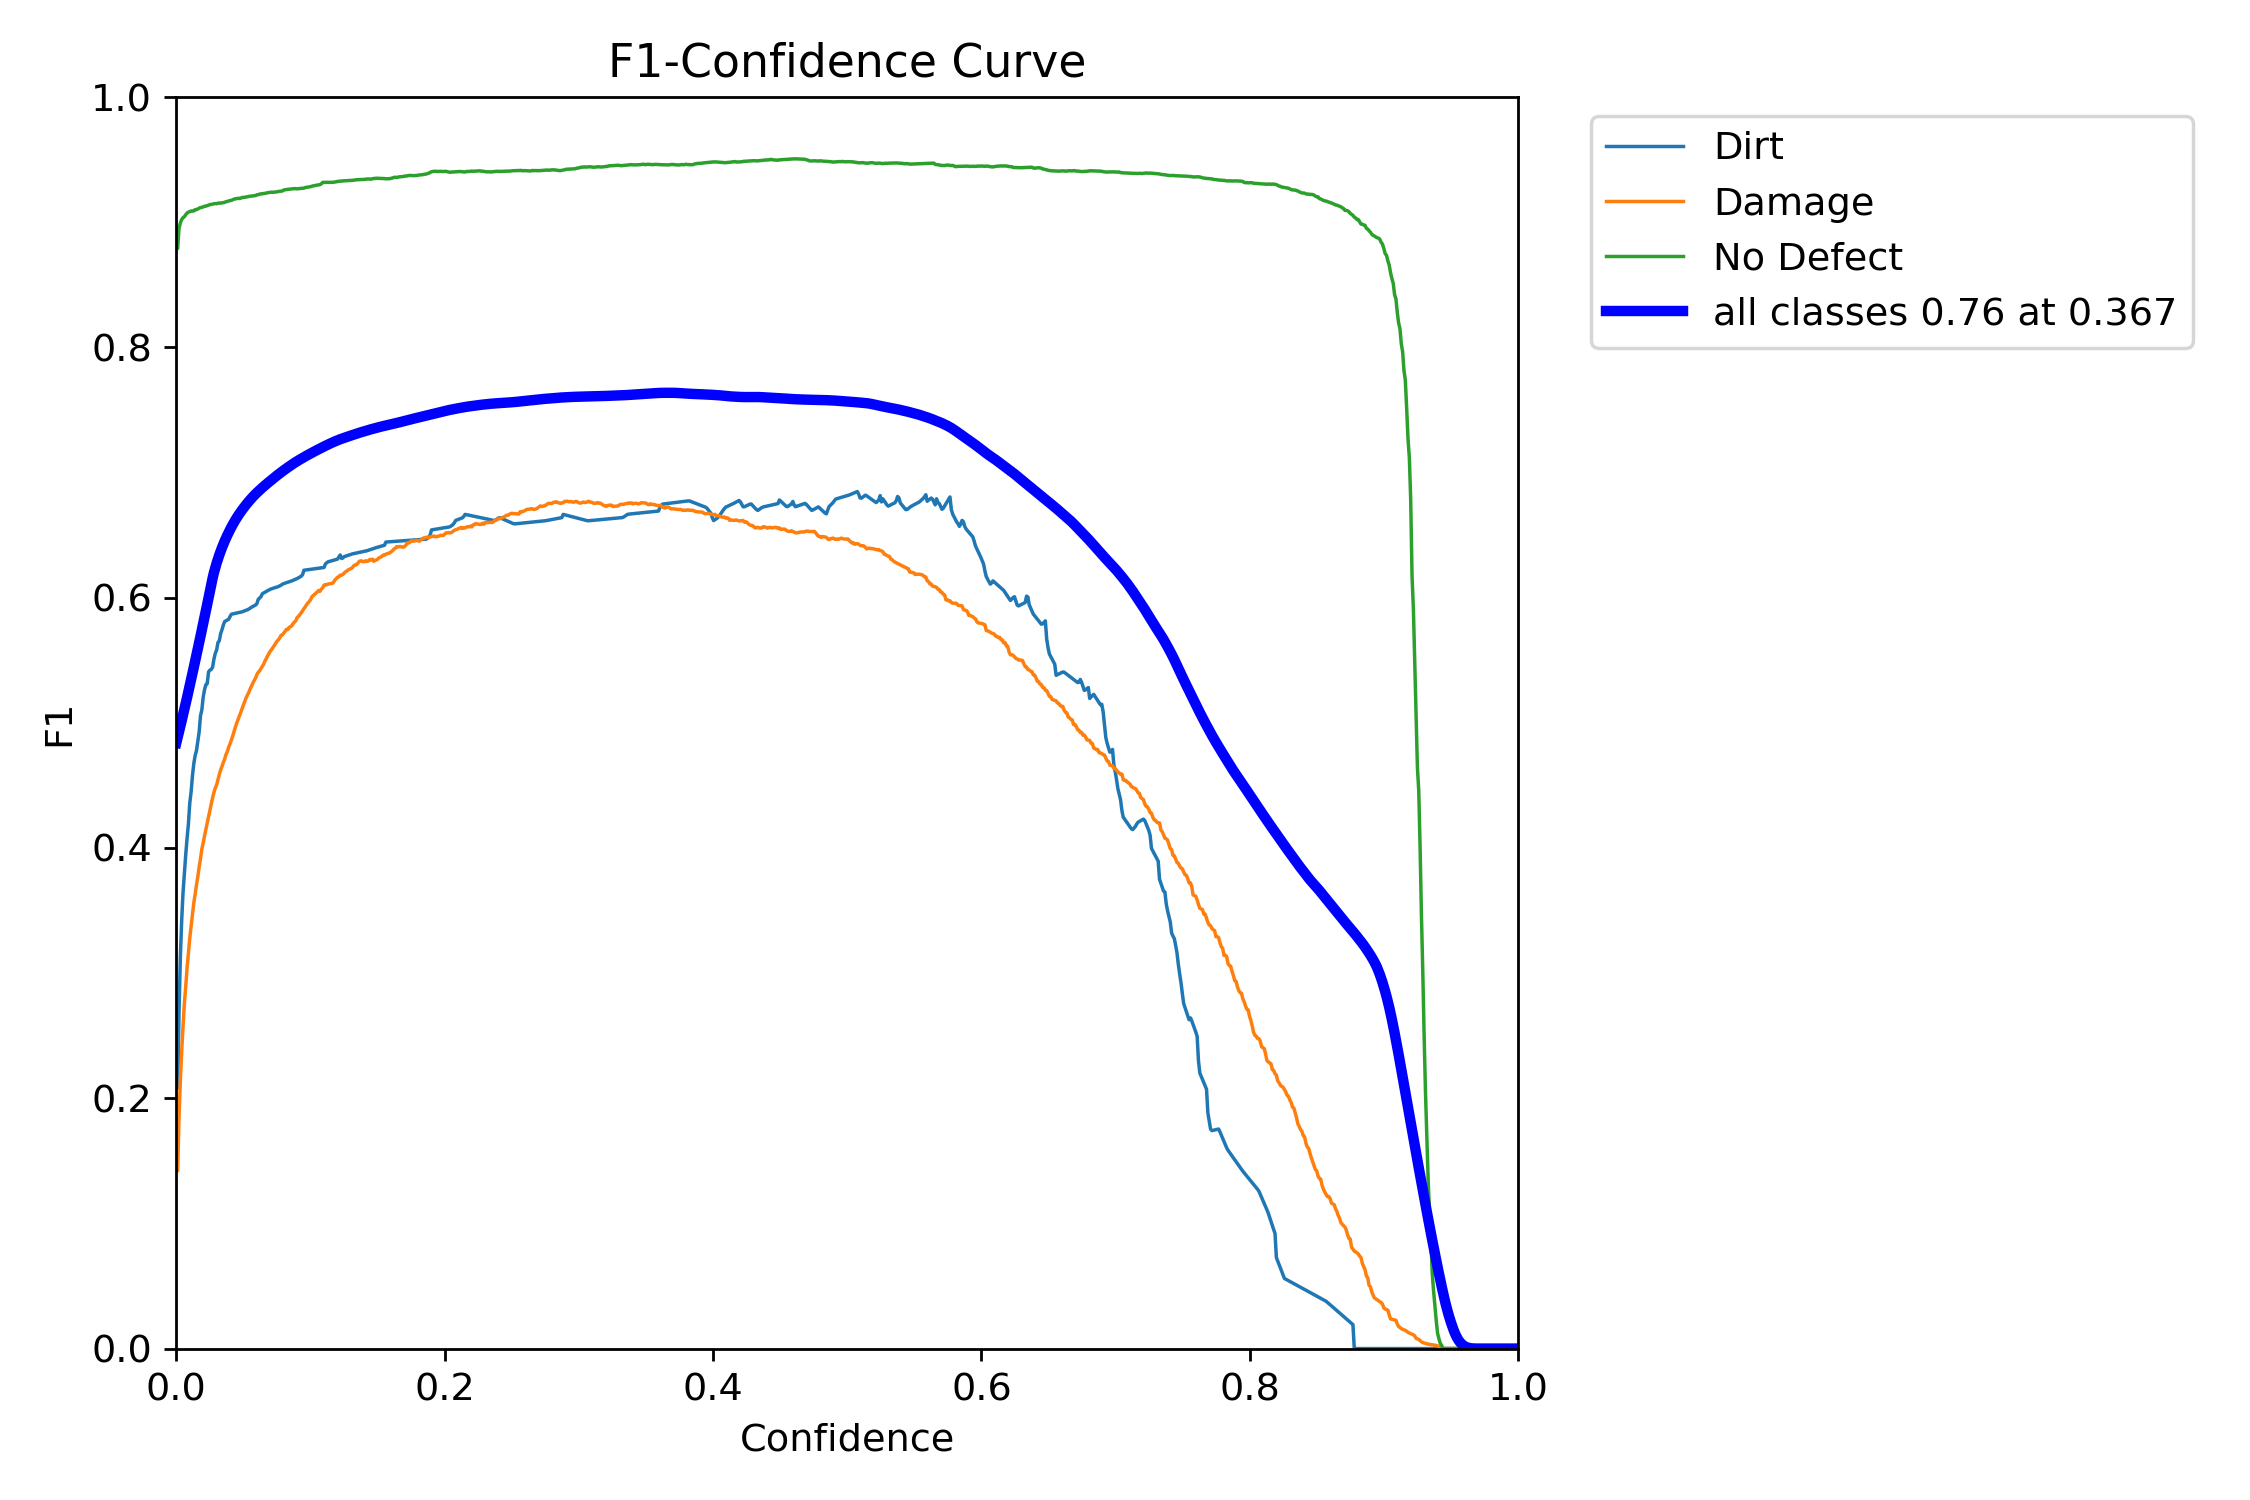 F1-Confidence Curve
1.0
0.8
0.6
0.4
0.2
0.0
F1
0.0 0.2 0.4 0.6 0.8 1.0
Confidence
Dirt
Damage
No Defect
all classes 0.76 at 0.367